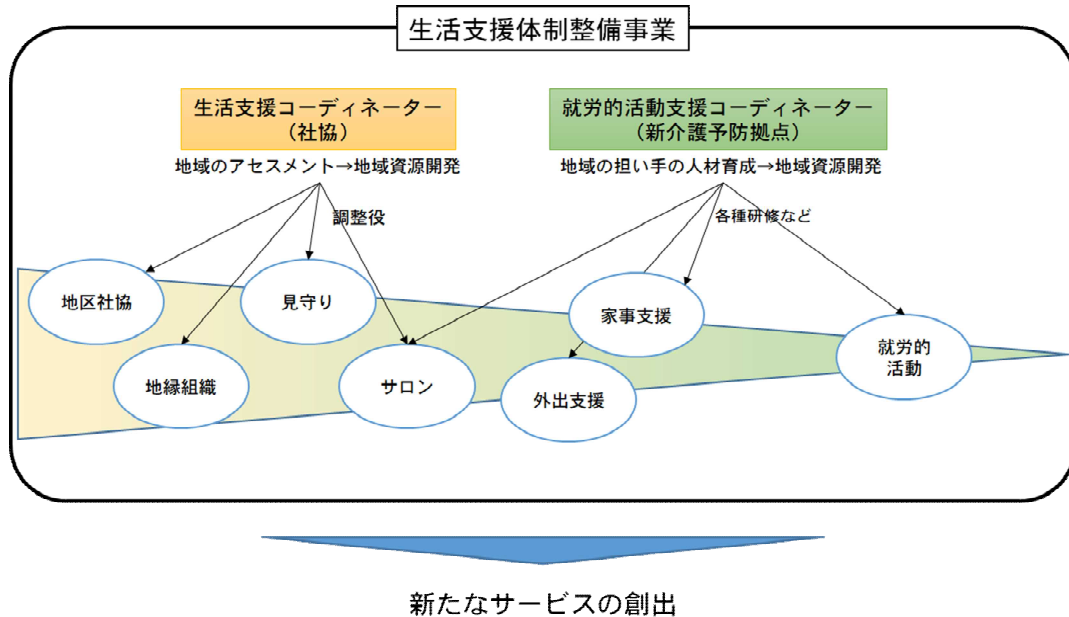 生活支援体制整備事業
生活支援コーディネーター
（社協）
地域のアセスメント→地域資源開発
就労的活動支援コーディネーター
（新介護予防拠点）
地域の担い手の人材育成→地域資源開発
調整役
各種研修など
地区社協
見守り
家事支援
就労的
活動
地縁組織
サロン
外出支援
新たなサービスの創出